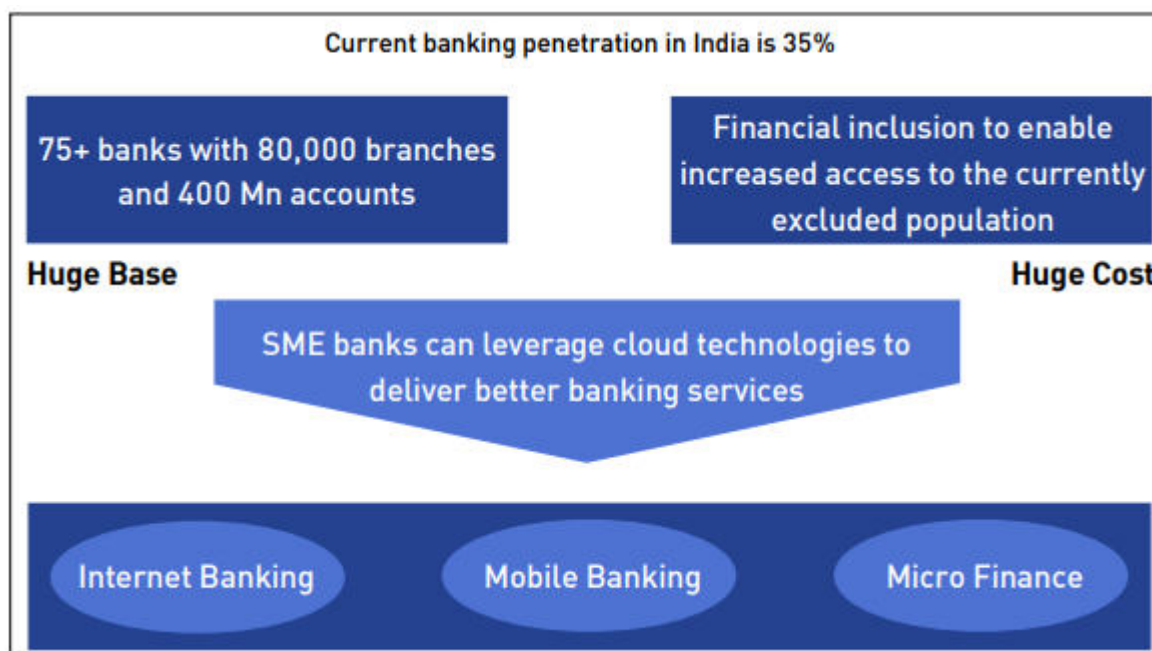 Current banking penetration in India is 35%
75+ banks with 80,000 branches
and 400 Mn accounts
Financial inclusion to enable
increased access to the currently
excluded population
Huge Base
Huge Cost
SME banks can leverage cloud technologies to
deliver better banking services
Internet Banking
Mobile Banking
Micro Finance